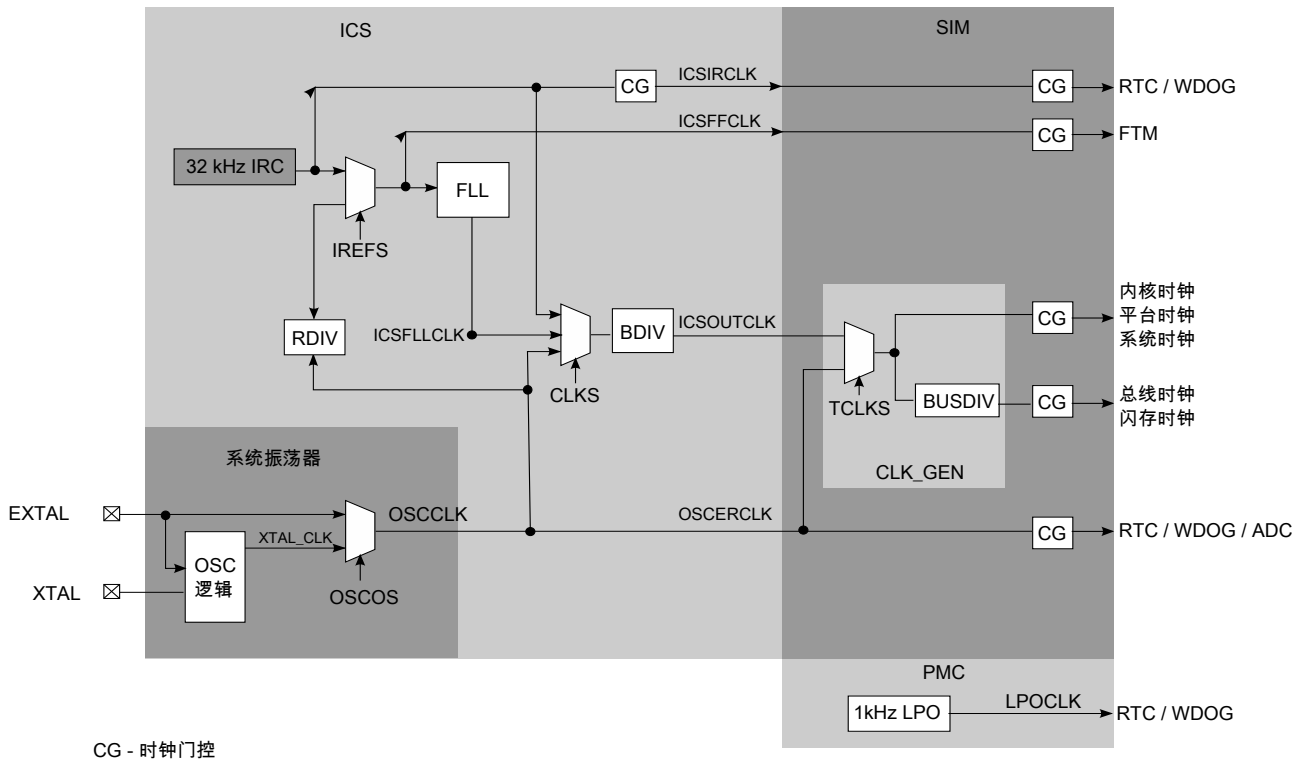 ICS
SIM
CG
ICSIRCLK
CG
RTC / WDOG
ICSFFCLK
CG
FTM
32 kHz IRC
FLL
IREFS
RDIV
ICSFLLCLK
BDIV
ICSOUTCLK
CLKS
TCLKS
BUSDIV
CLK_GEN
CG
内核时钟
平台时钟
系统时钟
CG
总线时钟
闪存时钟
系统振荡器
EXTAL
XTAL
OSC
逻辑
XTAL_CLK
OSCOS
OSCCLK
OSCERCLK
CG
RTC / WDOG / ADC
PMC
1kHz LPO
LPOCLK
RTC / WDOG
CG - 时钟门控